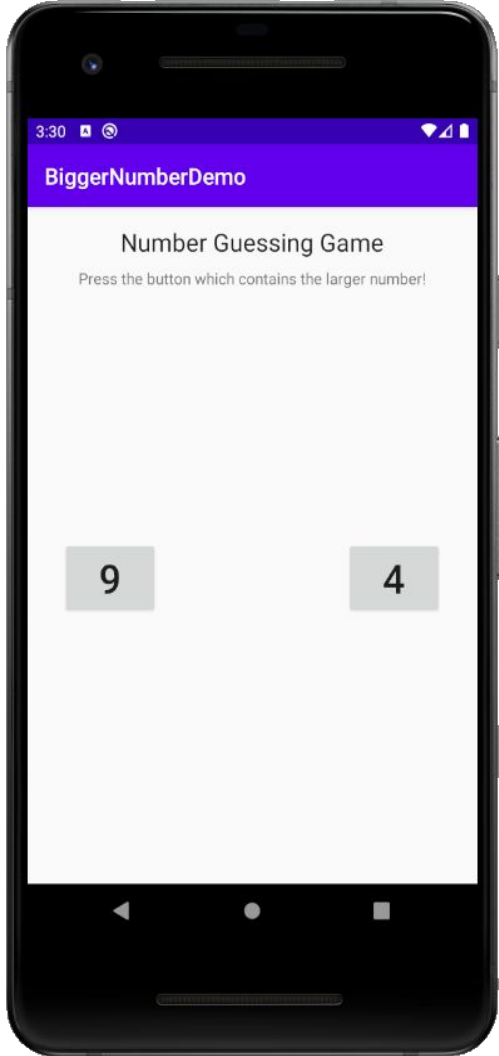 3:30
BiggerNumberDemo
Number Guessing Game
Press the button which contains the larger number!
9 4